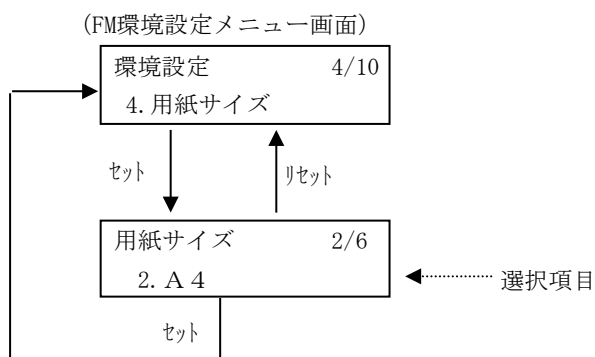 (FM環境設定メニュー画面)
環境設定 4/10
4.用紙サイズ
ｾｯﾄ ﾘｾｯﾄ
用紙サイズ 2/6
2.Ａ４ 選択項目
ｾｯﾄ